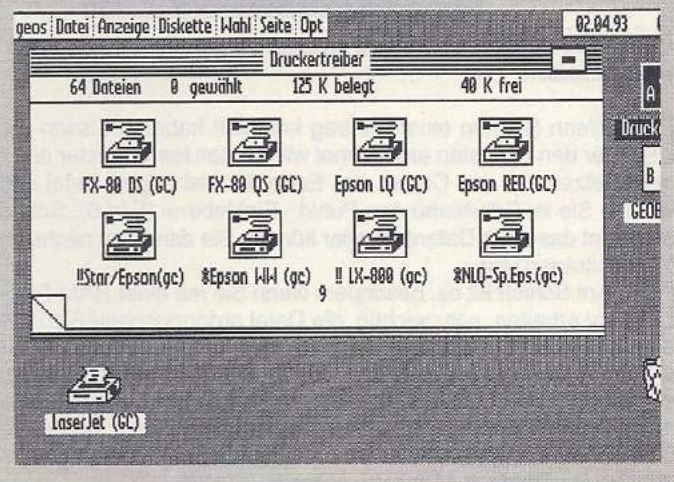 geos Datei Anzeige Diskette Wahl Seite Opt
02.04.93
Druckertreiber
64 Dateien 0 gewählt 125 K belegt 40 K frei
A
Druck
FX-80 DS (GC) FX-80 QS (GC) Epson LQ (GC) Epson RED.(GC)
B
‼Star/Epson(gc) *Epson WW (gc) ‼ LX-800 (gc) *NLQ-Sp.Eps.(gc)
9
LaserJet (GC)